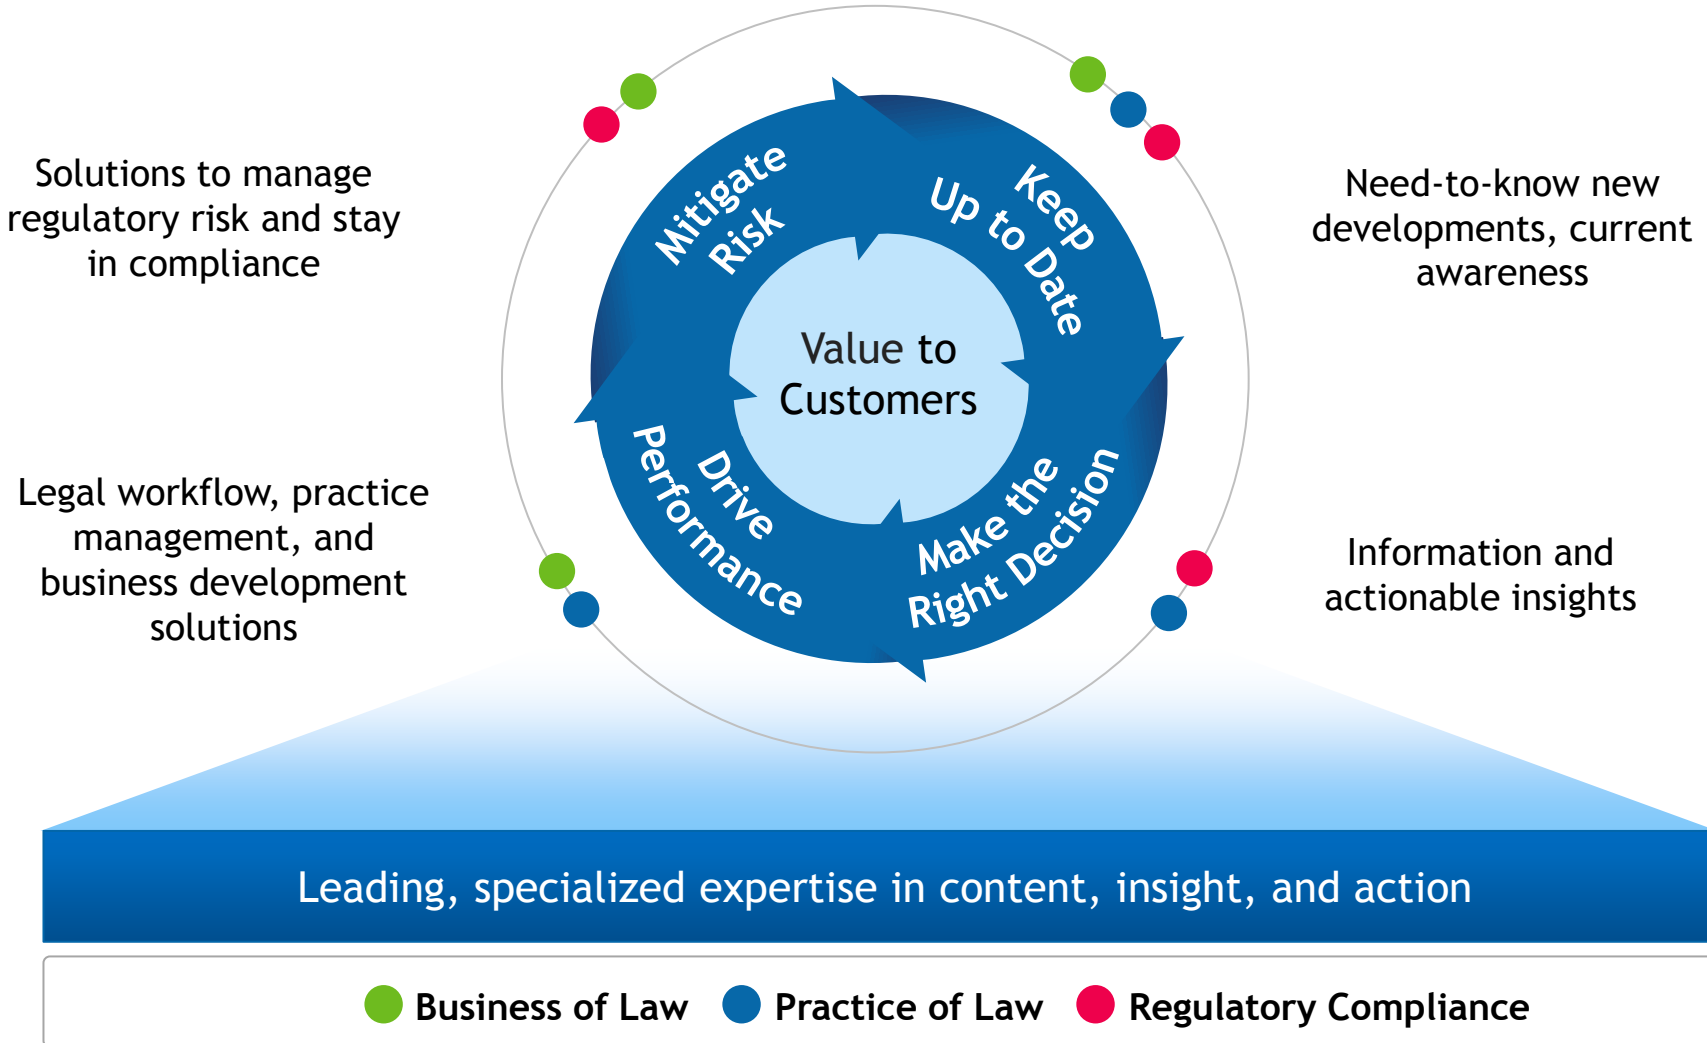 Solutions to manage
regulatory risk and stay
in compliance
Mitigate
Risk
Keep
Up to Date
Need-to-know new
developments, current
awareness
Value to
Customers
Legal workflow, practice
management, and
business development
solutions
Drive
Performance
Make the
Right Decision
Information and
actionable insights
Leading, specialized expertise in content, insight, and action
Business of Law Practice of Law Regulatory Compliance